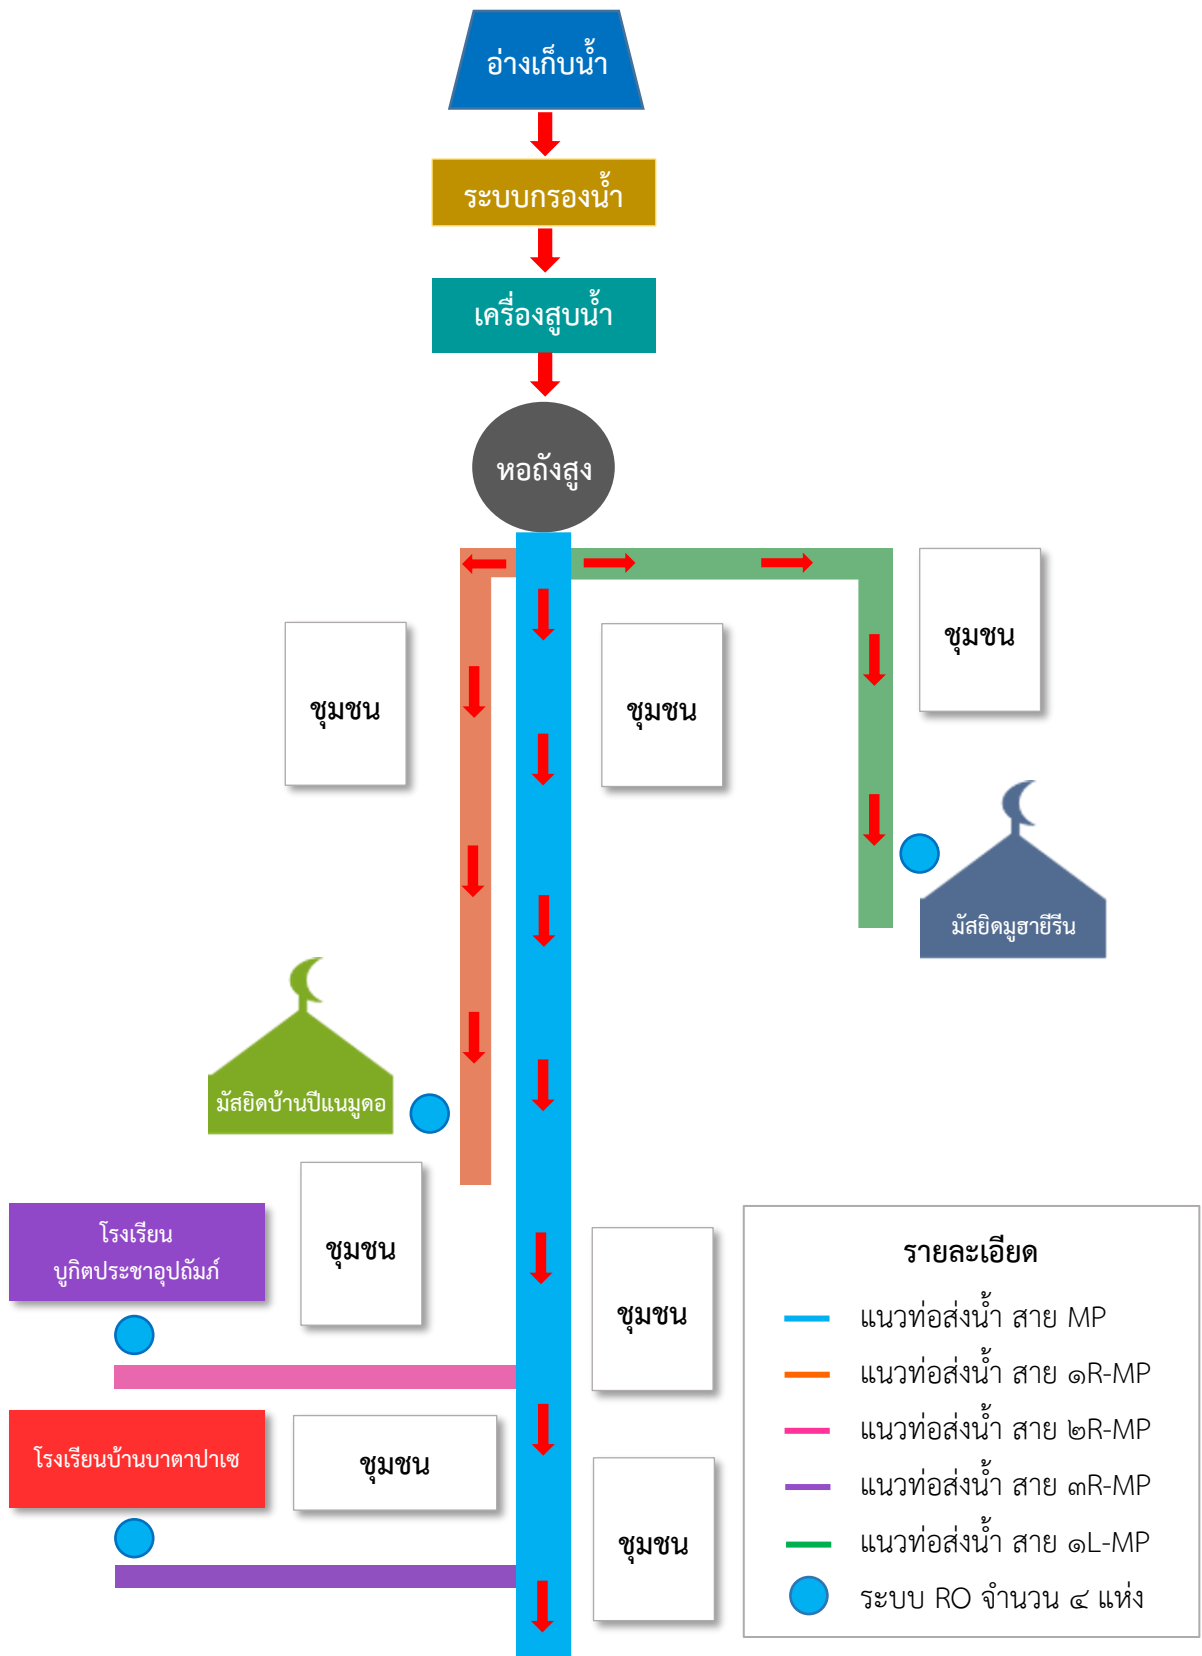 อ่างเก็บน้ำ
ระบบกรองน้ำ
เครื่องสูบน้ำ
หอถังสูง
ชุมชน
ชุมชน
ชุมชน
มัสยิดมูฮายีรีน
มัสยิดบ้านปีแนมูดอ
โรงเรียน
บูกิตประชาอุปถัมภ์
ชุมชน
ชุมชน
โรงเรียนบ้านบาตาปาเซ
ชุมชน
ชุมชน
รายละเอียด
แนวท่อส่งน้ำ สาย MP
แนวท่อส่งน้ำ สาย ๑R-MP
แนวท่อส่งน้ำ สาย ๒R-MP
แนวท่อส่งน้ำ สาย ๓R-MP
แนวท่อส่งน้ำ สาย ๑L-MP
ระบบ RO จำนวน ๔ แห่ง